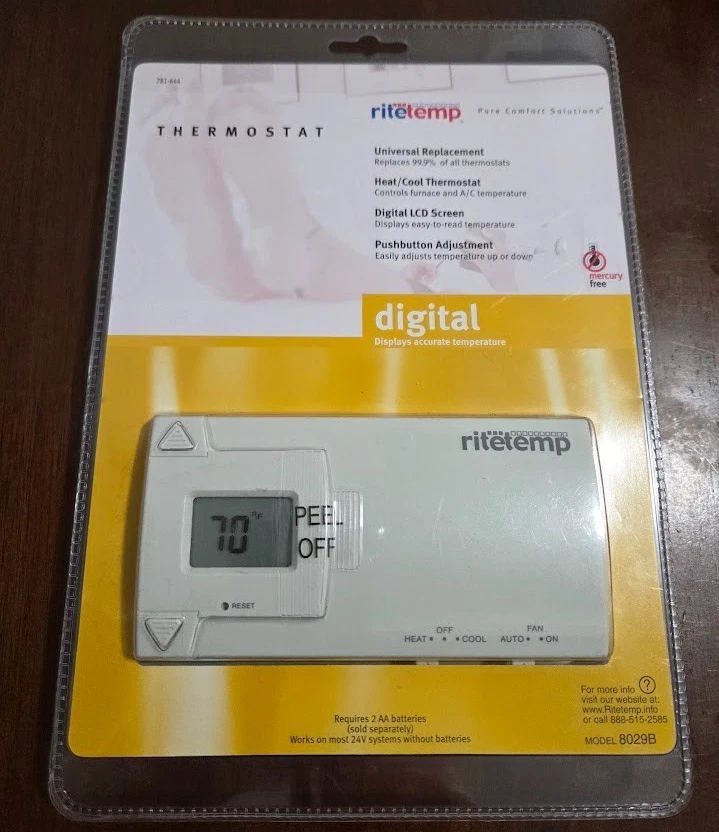 781-644
ritetemp Pure Comfort Solutions™
THERMOSTAT
Universal Replacement
Replaces 99.9% of all thermostats
Heat/Cool Thermostat
Controls furnace and A/C temperature
Digital LCD Screen
Displays easy-to-read temperature
Pushbutton Adjustment
Easily adjusts temperature up or down
mercury
free
digital
Displays accurate temperature
ritetemp
70 °F
PEEL
OFF
RESET
OFF
HEAT COOL
FAN
AUTO ON
For more info ?
visit our website at:
www.Ritetemp.info
or call 888-515-2585
Requires 2 AA batteries
(sold separately)
Works on most 24V systems without batteries
MODEL 8029B